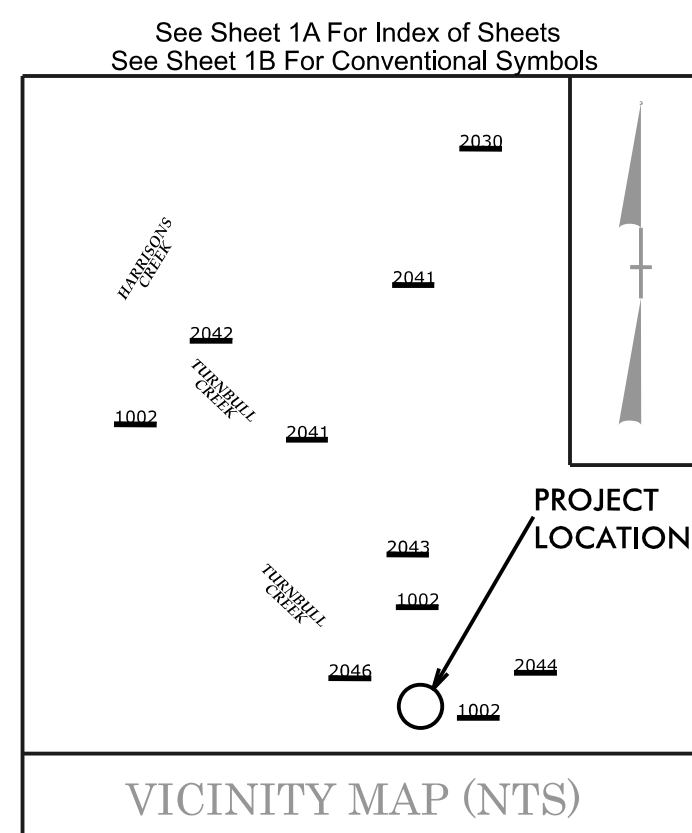 See Sheet 1A For Index of Sheets
See Sheet 1B For Conventional Symbols
2030
HARRISONS
CREEK
2041
2042
TURNBULL
CREEK
1002
2041
PROJECT
LOCATION
2043
TURNBULL
CREEK
1002
2046
2044
1002
VICINITY MAP (NTS)